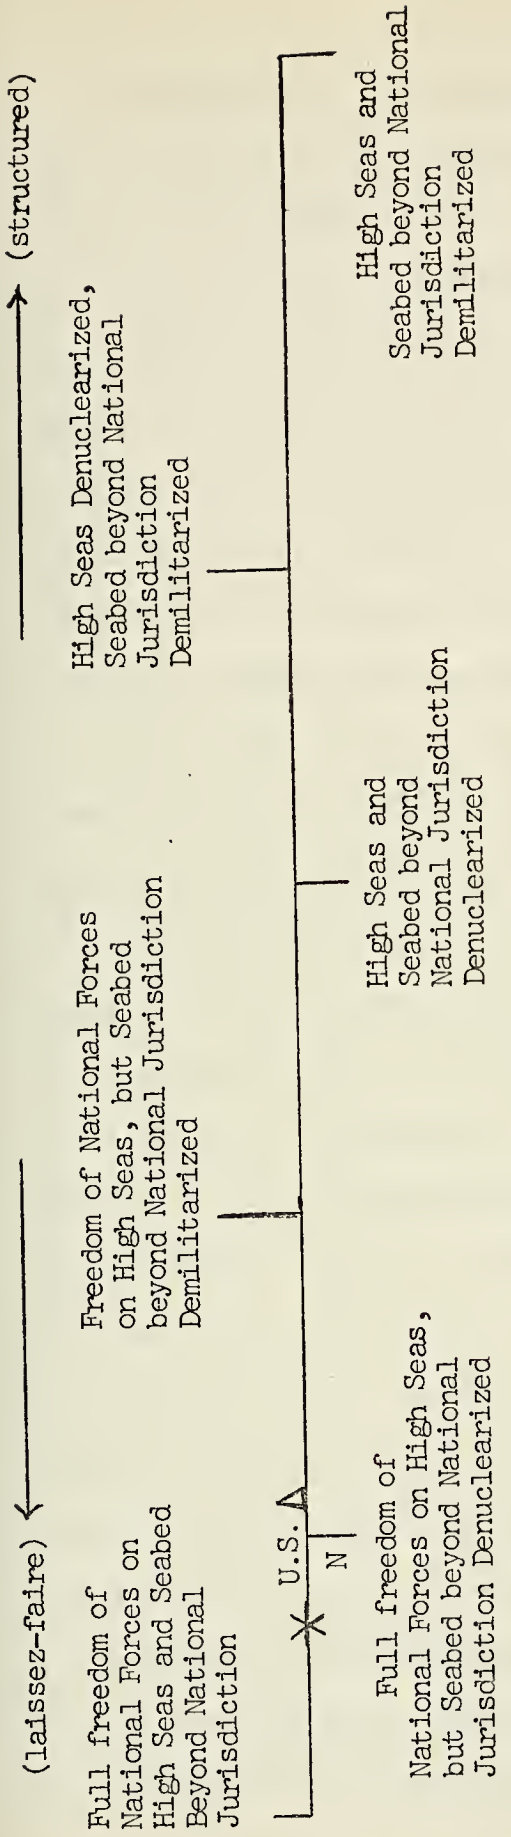 (laissez-faire)
(structured)
Full freedom of
National Forces on
High Seas and Seabed
Beyond National
Jurisdiction
Freedom of National Forces
on High Seas, but Seabed
beyond National Jurisdiction
Demilitarized
High Seas Denuclearized,
Seabed beyond National
Jurisdiction
Demilitarized
U.S.
N
Full freedom of
National Forces on High Seas,
but Seabed beyond National
Jurisdiction Denuclearized
High Seas and
Seabed beyond
National Jurisdiction
Denuclearized
High Seas and
Seabed beyond National
Jurisdiction
Demilitarized